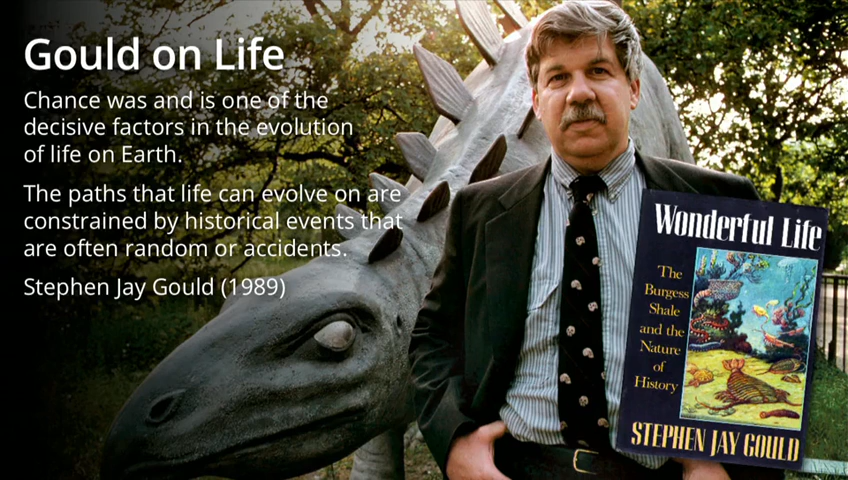 Gould on Life
Chance was and is one of the
decisive factors in the evolution
of life on Earth.
The paths that life can evolve on are
constrained by historical events that
are often random or accidents.
Stephen Jay Gould (1989)
Wonderful Life
The
Burgess
Shale
and the
Nature
of
History
STEPHEN JAY GOULD